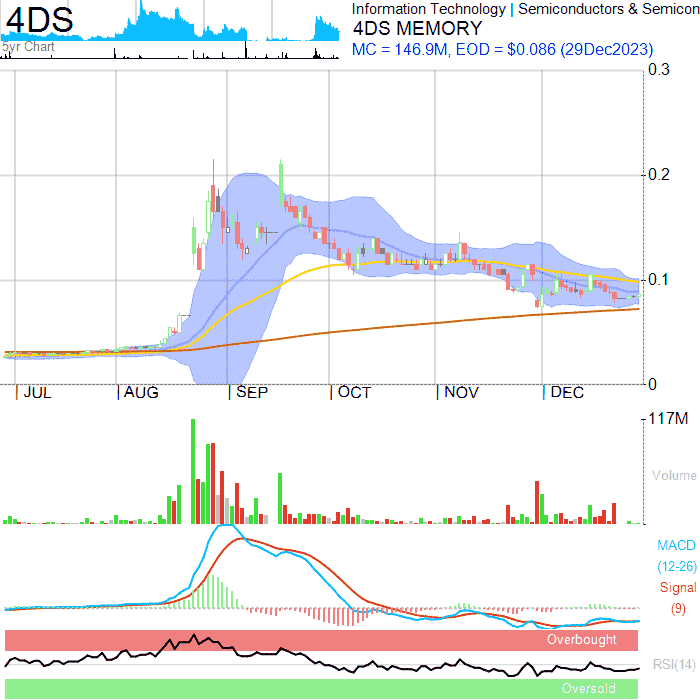 4DS
5yr Chart
Information Technology | Semiconductors & Semicon
4DS MEMORY
MC = 146.9M, EOD = $0.086 (29Dec2023)
0.3
0.2
0.1
0
JUL AUG SEP OCT NOV DEC
117M
Volume
MACD
(12-26)
Signal
(9)
Overbought
RSI(14)
Oversold